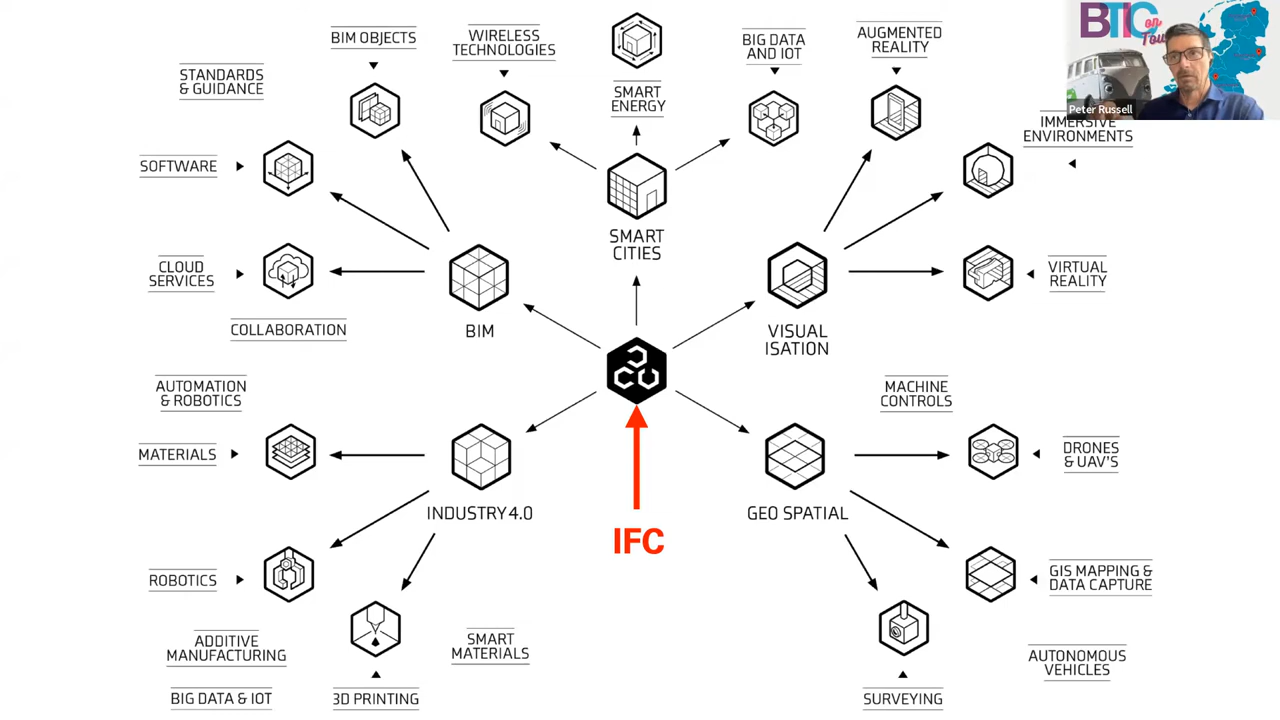 BIM OBJECTS
WIRELESS
TECHNOLOGIES
SMART
ENERGY
BIG DATA
AND IOT
AUGMENTED
REALITY
BTIC on
Tour
Peter Russell
IMMERSIVE
ENVIRONMENTS
STANDARDS
& GUIDANCE
SOFTWARE
CLOUD
SERVICES
COLLABORATION
BIM
SMART
CITIES
VISUAL
ISATION
VIRTUAL
REALITY
AUTOMATION
& ROBOTICS
MATERIALS
INDUSTRY 4.0
IFC
GEO SPATIAL
MACHINE
CONTROLS
DRONES
& UAV'S
ROBOTICS
GIS MAPPING &
DATA CAPTURE
ADDITIVE
MANUFACTURING
SMART
MATERIALS
AUTONOMOUS
VEHICLES
BIG DATA & IOT
3D PRINTING
SURVEYING